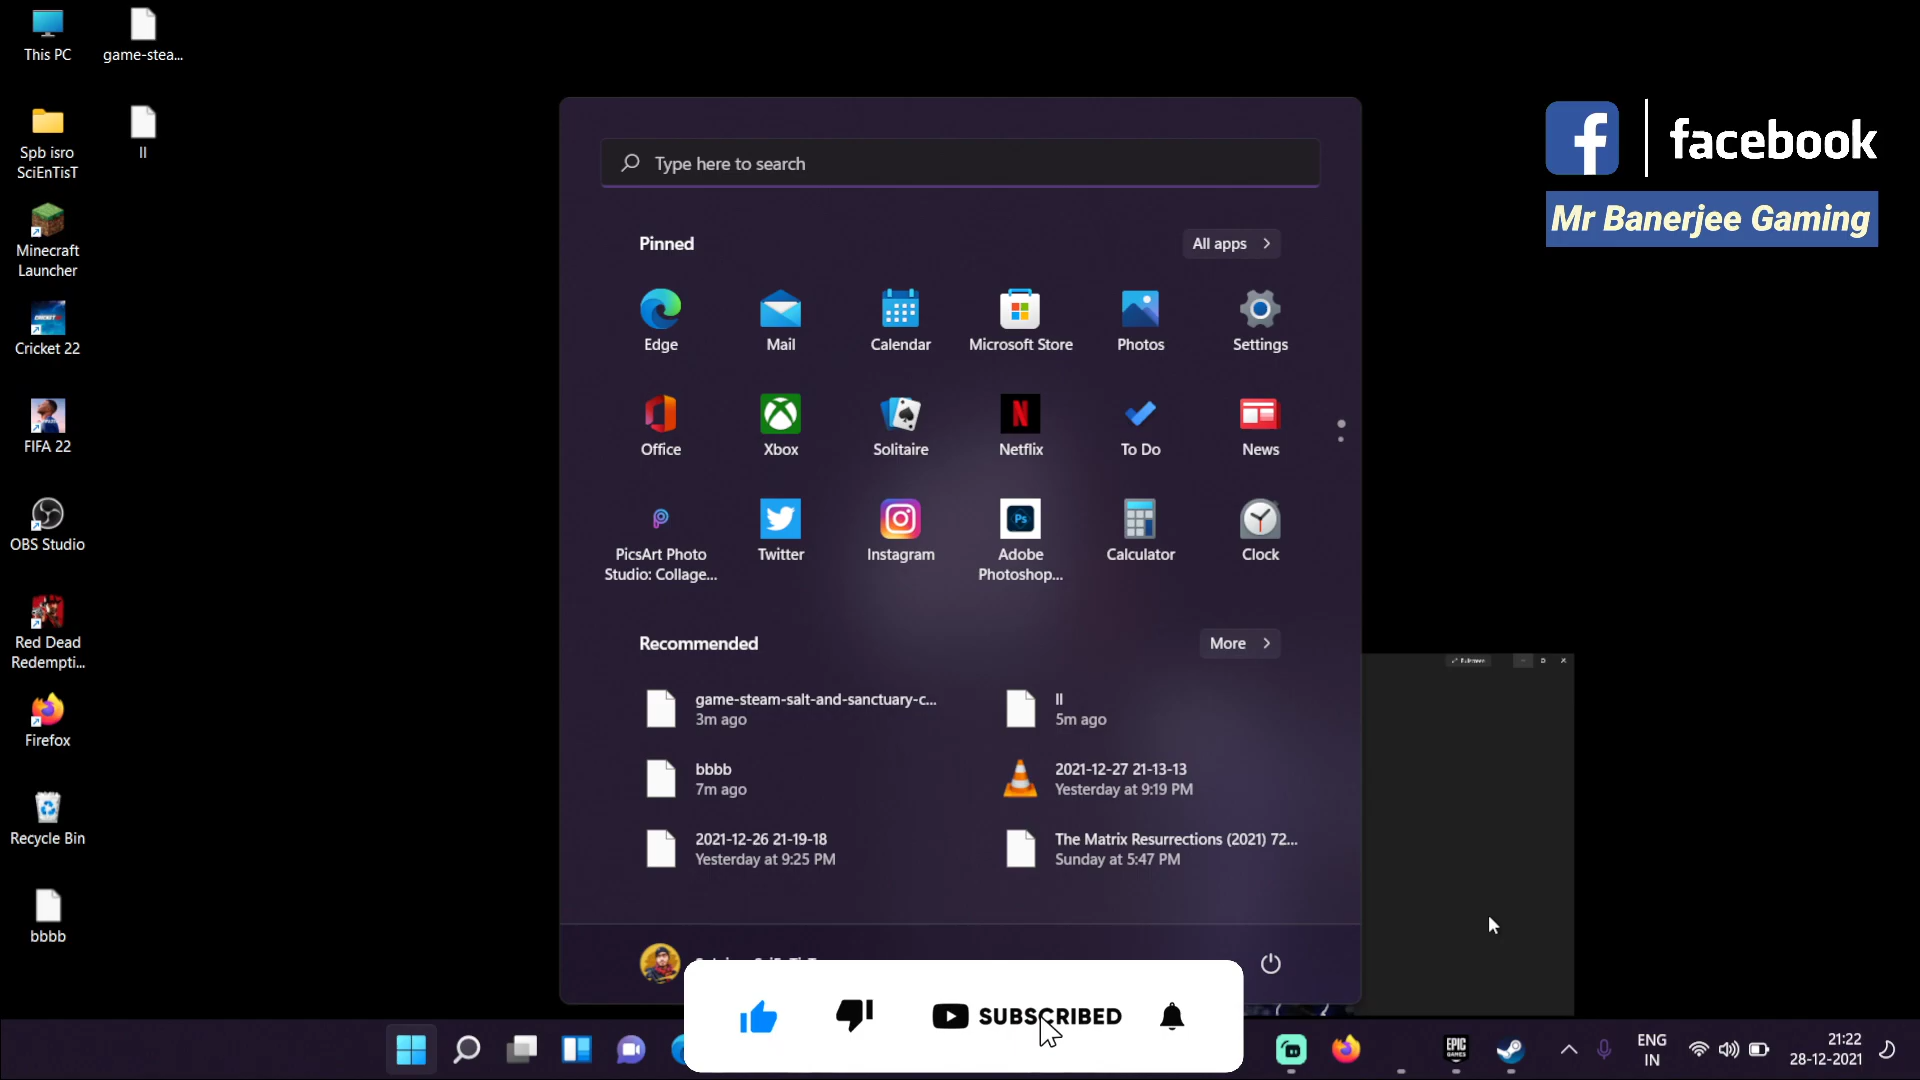 This PC
game-stea...
Spb isro
SciEnTisT
ll
Minecraft
Launcher
Cricket 22
FIFA 22
OBS Studio
Red Dead
Redempti...
Firefox
Recycle Bin
bbbb
Type here to search
Pinned
All apps
Edge
Mail
Calendar
Microsoft Store
Photos
Settings
Office
Xbox
Solitaire
Netflix
To Do
News
PicsArt Photo
Studio: Collage...
Twitter
Instagram
Adobe
Photoshop...
Calculator
Clock
Recommended
More
game-steam-salt-and-sanctuary-c...
3m ago
ll
5m ago
bbbb
7m ago
2021-12-27 21-13-13
Yesterday at 9:19 PM
2021-12-26 21-19-18
Yesterday at 9:25 PM
The Matrix Resurrections (2021) 72...
Sunday at 5:47 PM
facebook
Mr Banerjee Gaming
SUBSCRIBED
EPIC
GAMES
ENG
IN
21:22
28-12-2021